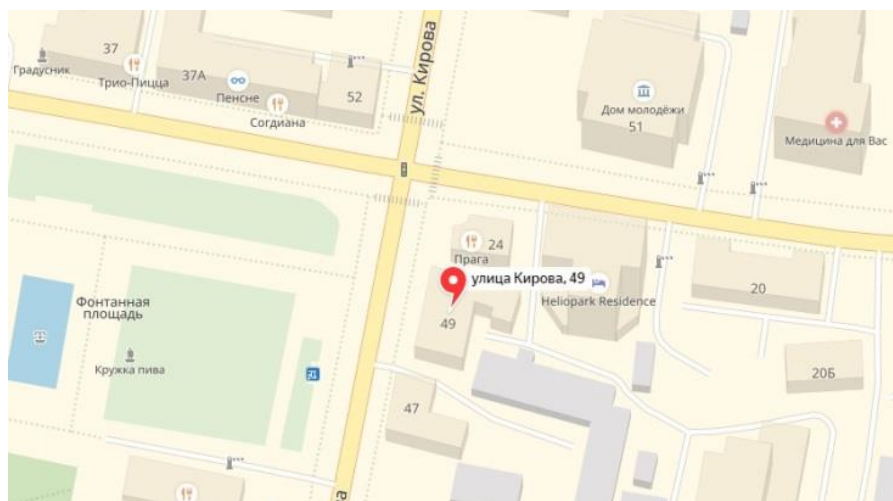 37
Градусник
Трио-Пицца
37А
Пенсне
Согдиана
52
ул. Кирова
Дом молодёжи
51
Медицина для Вас
24
Прага
улица Кирова, 49
Heliopark Residence
49
20
Фонтанная
площадь
Кружка пива
47
20Б
а